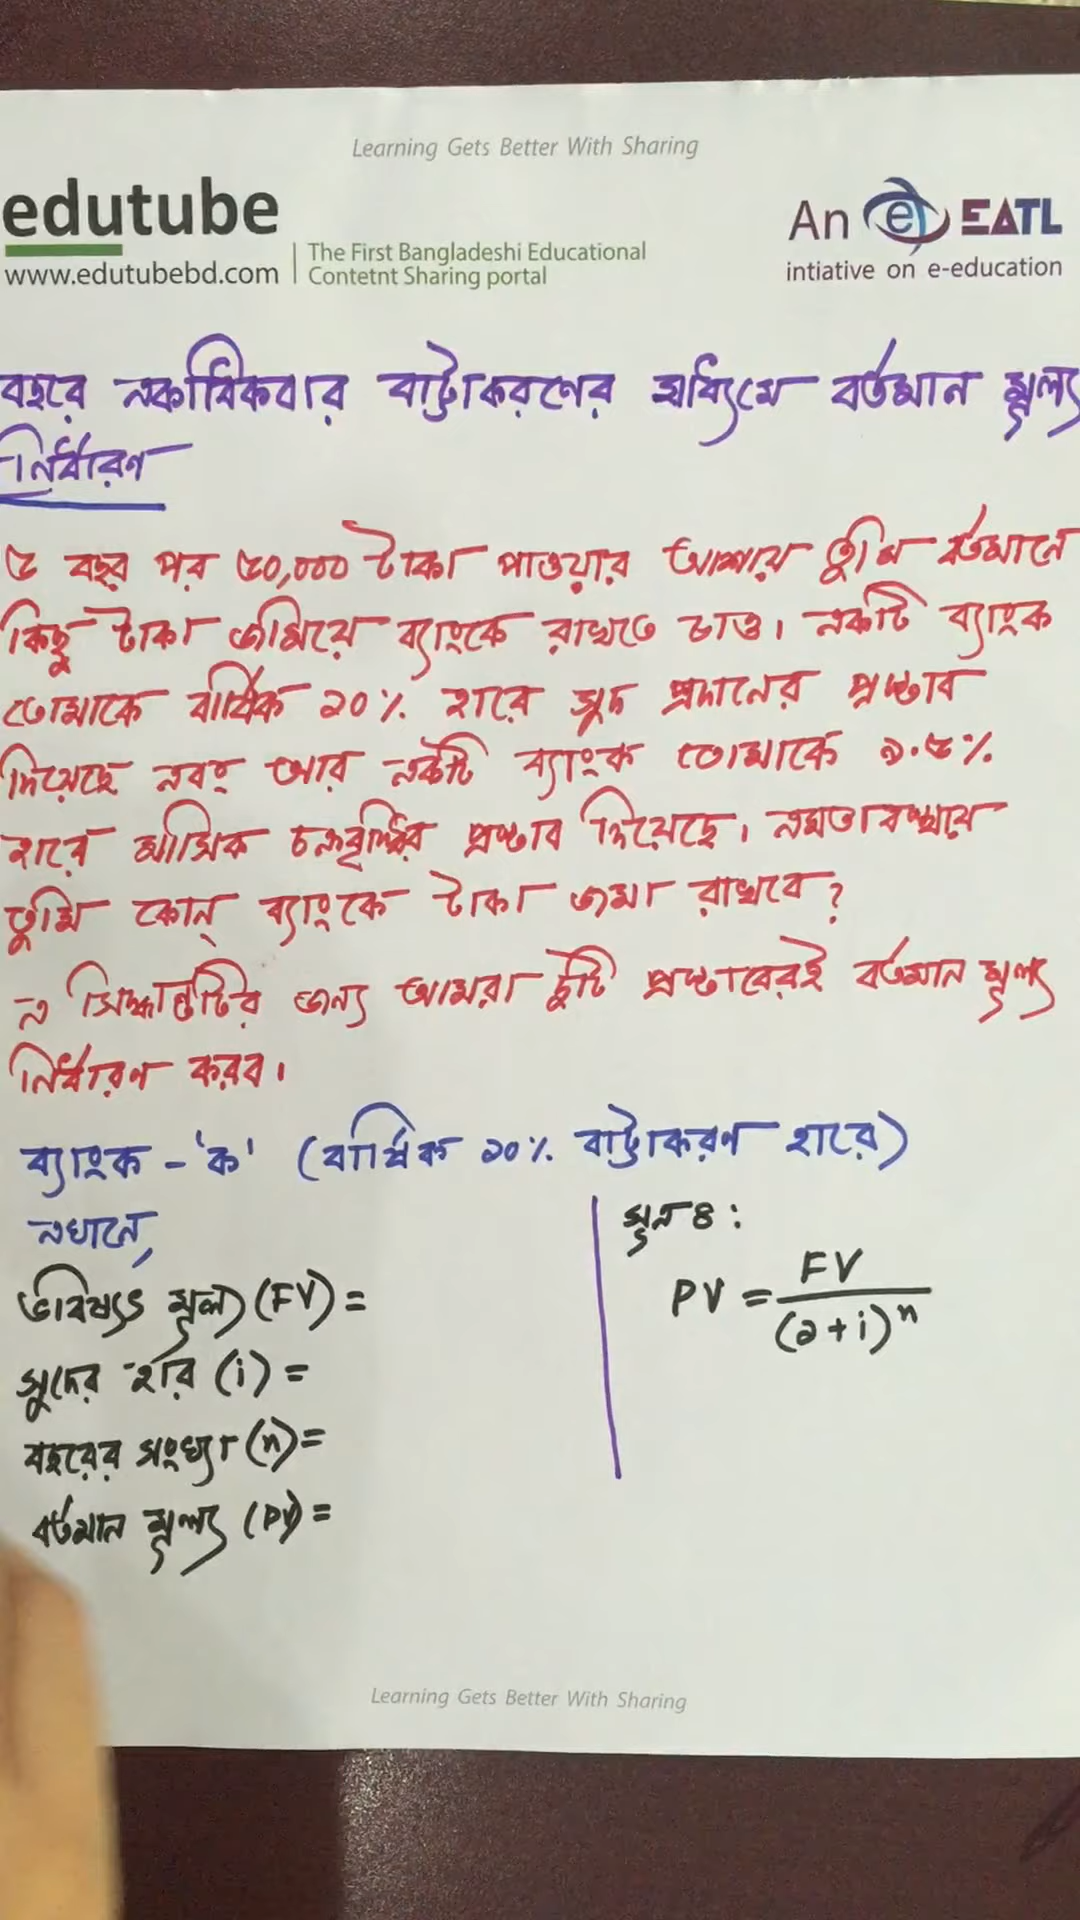 Learning Gets Better With Sharing
edutube
An e EATL
www.edutubebd.com
The First Bangladeshi Educational
Contetnt Sharing portal
intiative on e-education
বছরে একাধিকবার বাট্টাকরণের মাধ্যমে বর্তমান মূল্য
নির্ধারণ
৫ বছর পর ৫০,০০০ টাকা পাওয়ার আশায় তুমি বর্তমানে
কিছু টাকা জমিয়ে ব্যাংকে রাখতে চাও। একটি ব্যাংক
তোমাকে বার্ষিক ১০% হারে সুদ প্রদানের প্রস্তাব
দিয়েছে এবং আর একটি ব্যাংক তোমাকে ৯.৫%
হারে মাসিক চক্রবৃদ্ধির প্রস্তাব দিয়েছে। এমতাবস্থায়
তুমি কোন্ ব্যাংকে টাকা জমা রাখবে?
এ সিদ্ধান্তটির জন্য আমরা দুটি প্রস্তাবেরই বর্তমান মূল্য
নির্ধারণ করব।
ব্যাংক - 'ক' (বার্ষিক ১০% বাট্টাকরণ হারে)
এখানে,
ভবিষ্যৎ মূল্য (FV) =
সুদের হার (i) =
বছরের সংখ্যা (n) =
বর্তমান মূল্য (PV) =
সূত্র ৪:
PV = FV
(১+i)^n
Learning Gets Better With Sharing